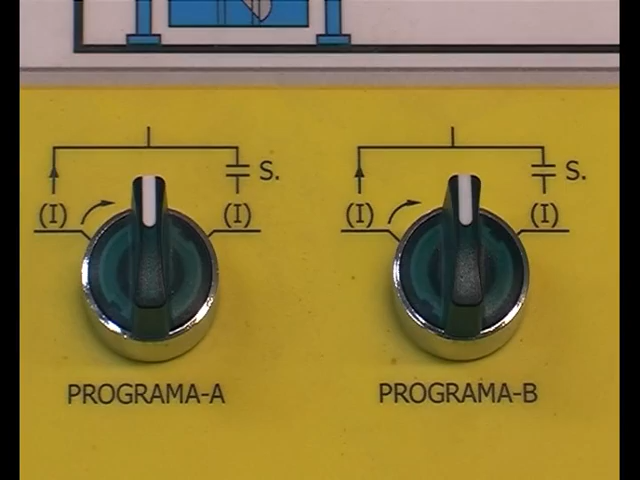 S. S.
(I) (I) (I) (I)
PROGRAMA-A PROGRAMA-B